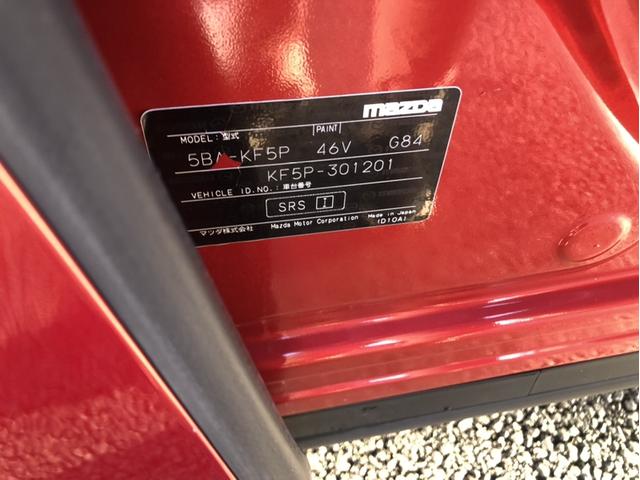 mazda
MODEL: 型式 PAINT
5BA-KF5P 46V G84
KF5P-301201
VEHICLE ID.NO.: 車台番号
SRS I
マツダ株式会社 Mazda Motor Corporation Made in Japan
(D10A)